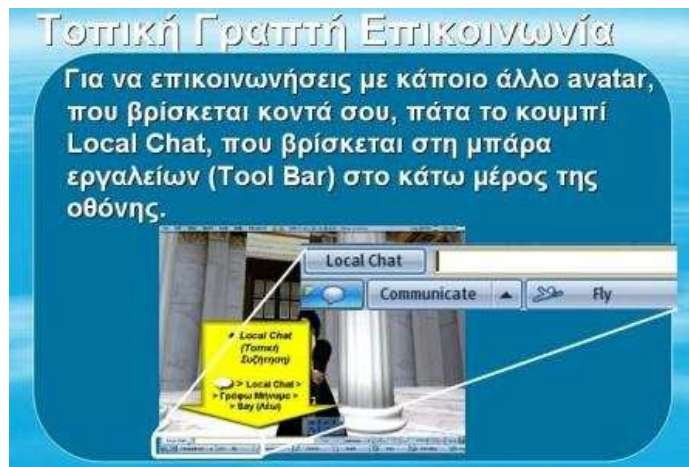 Τοπική Γραπτή Επικοινωνία
Για να επικοινωνήσεις με κάποιο άλλο avatar,
που βρίσκεται κοντά σου, πάτα το κουμπί
Local Chat, που βρίσκεται στη μπάρα
εργαλείων (Tool Bar) στο κάτω μέρος της
οθόνης.
Local Chat
Communicate
Fly
Local Chat
(Τοπική
Συζήτηση)
> Local Chat >
> Γράφω Μήνυμα >
> Say (Λέω)